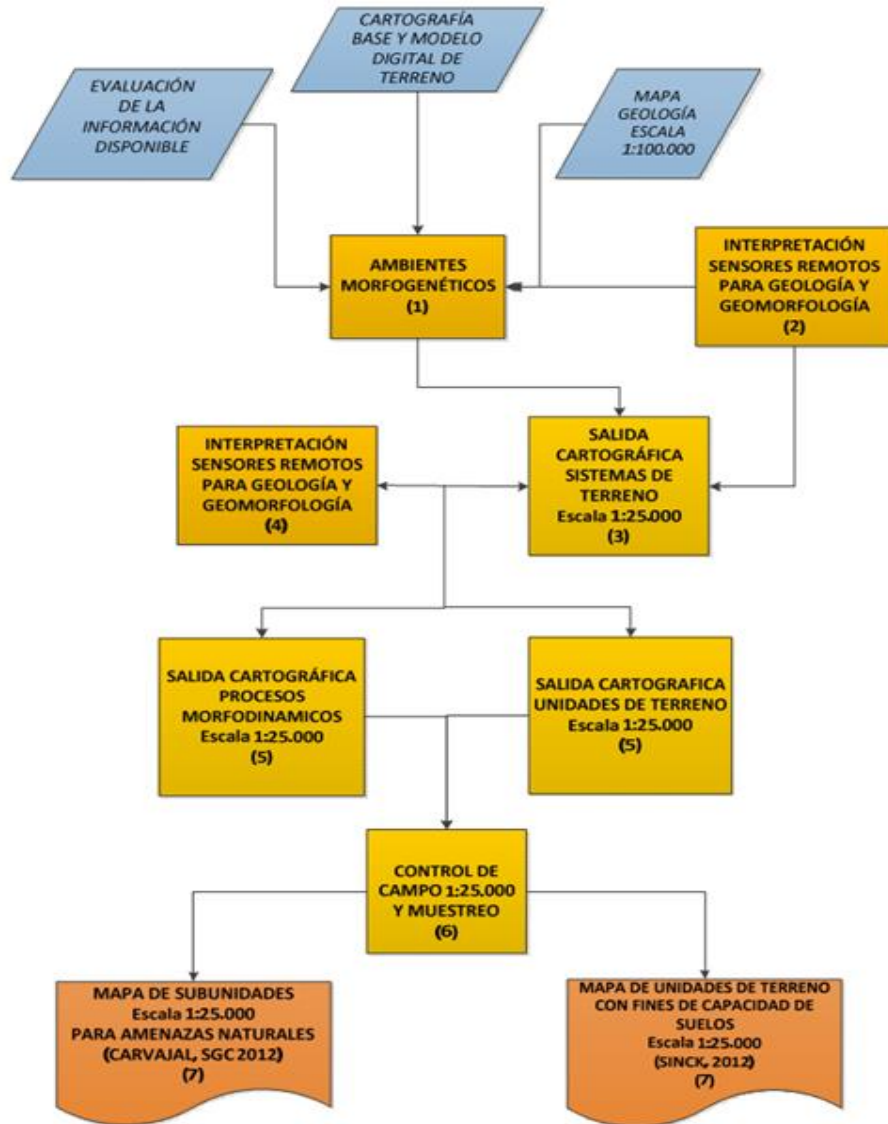 CARTOGRAFÍA
BASE Y MODELO
DIGITAL DE
TERRENO
EVALUACIÓN
DE LA
INFORMACIÓN
DISPONIBLE
MAPA
GEOLOGÍA
ESCALA
1:100.000
AMBIENTES
MORFOGENÉTICOS
(1)
INTERPRETACIÓN
SENSORES REMOTOS
PARA GEOLOGÍA Y
GEOMORFOLOGÍA
(2)
SALIDA
CARTOGRÁFICA
SISTEMAS DE
TERRENO
Escala 1:25.000
(3)
INTERPRETACIÓN
SENSORES REMOTOS
PARA GEOLOGÍA Y
GEOMORFOLOGÍA
(4)
SALIDA CARTOGRÁFICA
PROCESOS
MORFODINAMICOS
Escala 1:25.000
(5)
SALIDA CARTOGRAFICA
UNIDADES DE TERRENO
Escala 1:25.000
(5)
CONTROL DE
CAMPO 1:25.000
Y MUESTREO
(6)
MAPA DE SUBUNIDADES
Escala 1:25.000
PARA AMENAZAS NATURALES
(CARVAJAL, SGC 2012)
(7)
MAPA DE UNIDADES DE TERRENO
CON FINES DE CAPACIDAD DE
SUELOS
Escala 1:25.000
(SINCK, 2012)
(7)